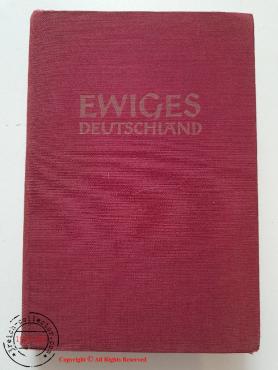 EWIGES
DEUTSCHLAND
Copyright © All Rights Reserved